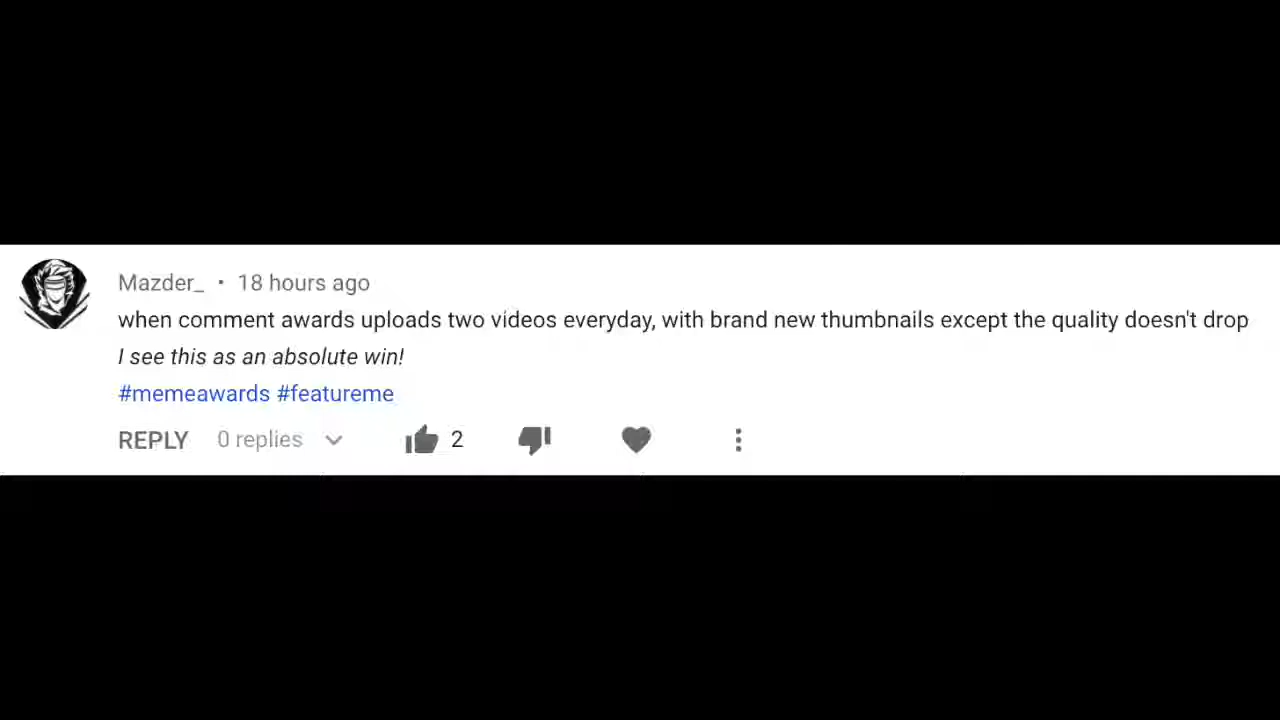 Mazder_ • 18 hours ago
when comment awards uploads two videos everyday, with brand new thumbnails except the quality doesn't drop
I see this as an absolute win!
#memeawards #featureme
REPLY 0 replies 2